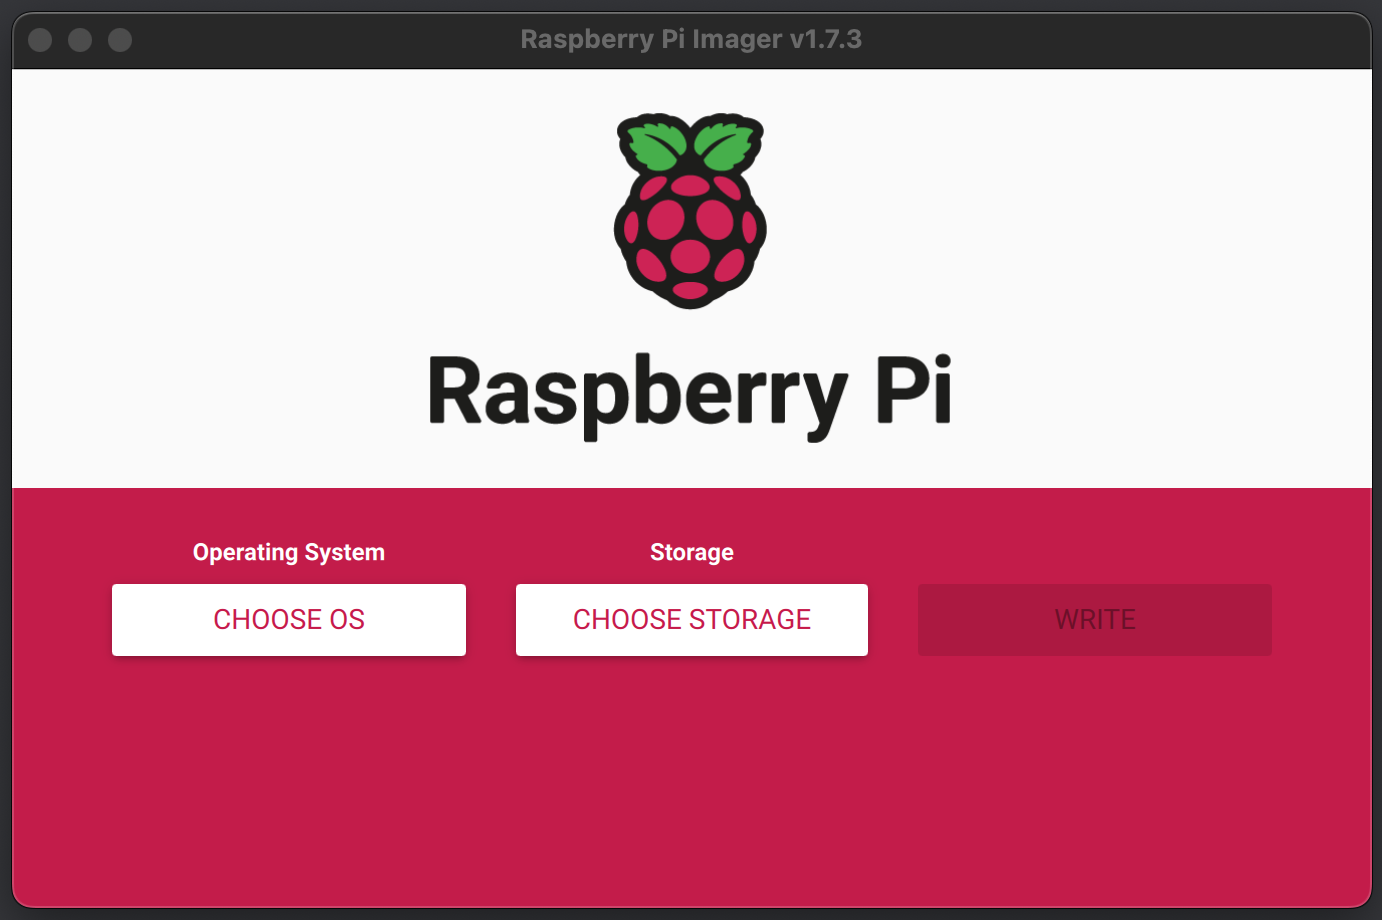 Raspberry Pi Imager v1.7.3
Raspberry Pi
Operating System
Storage
CHOOSE OS
CHOOSE STORAGE
WRITE